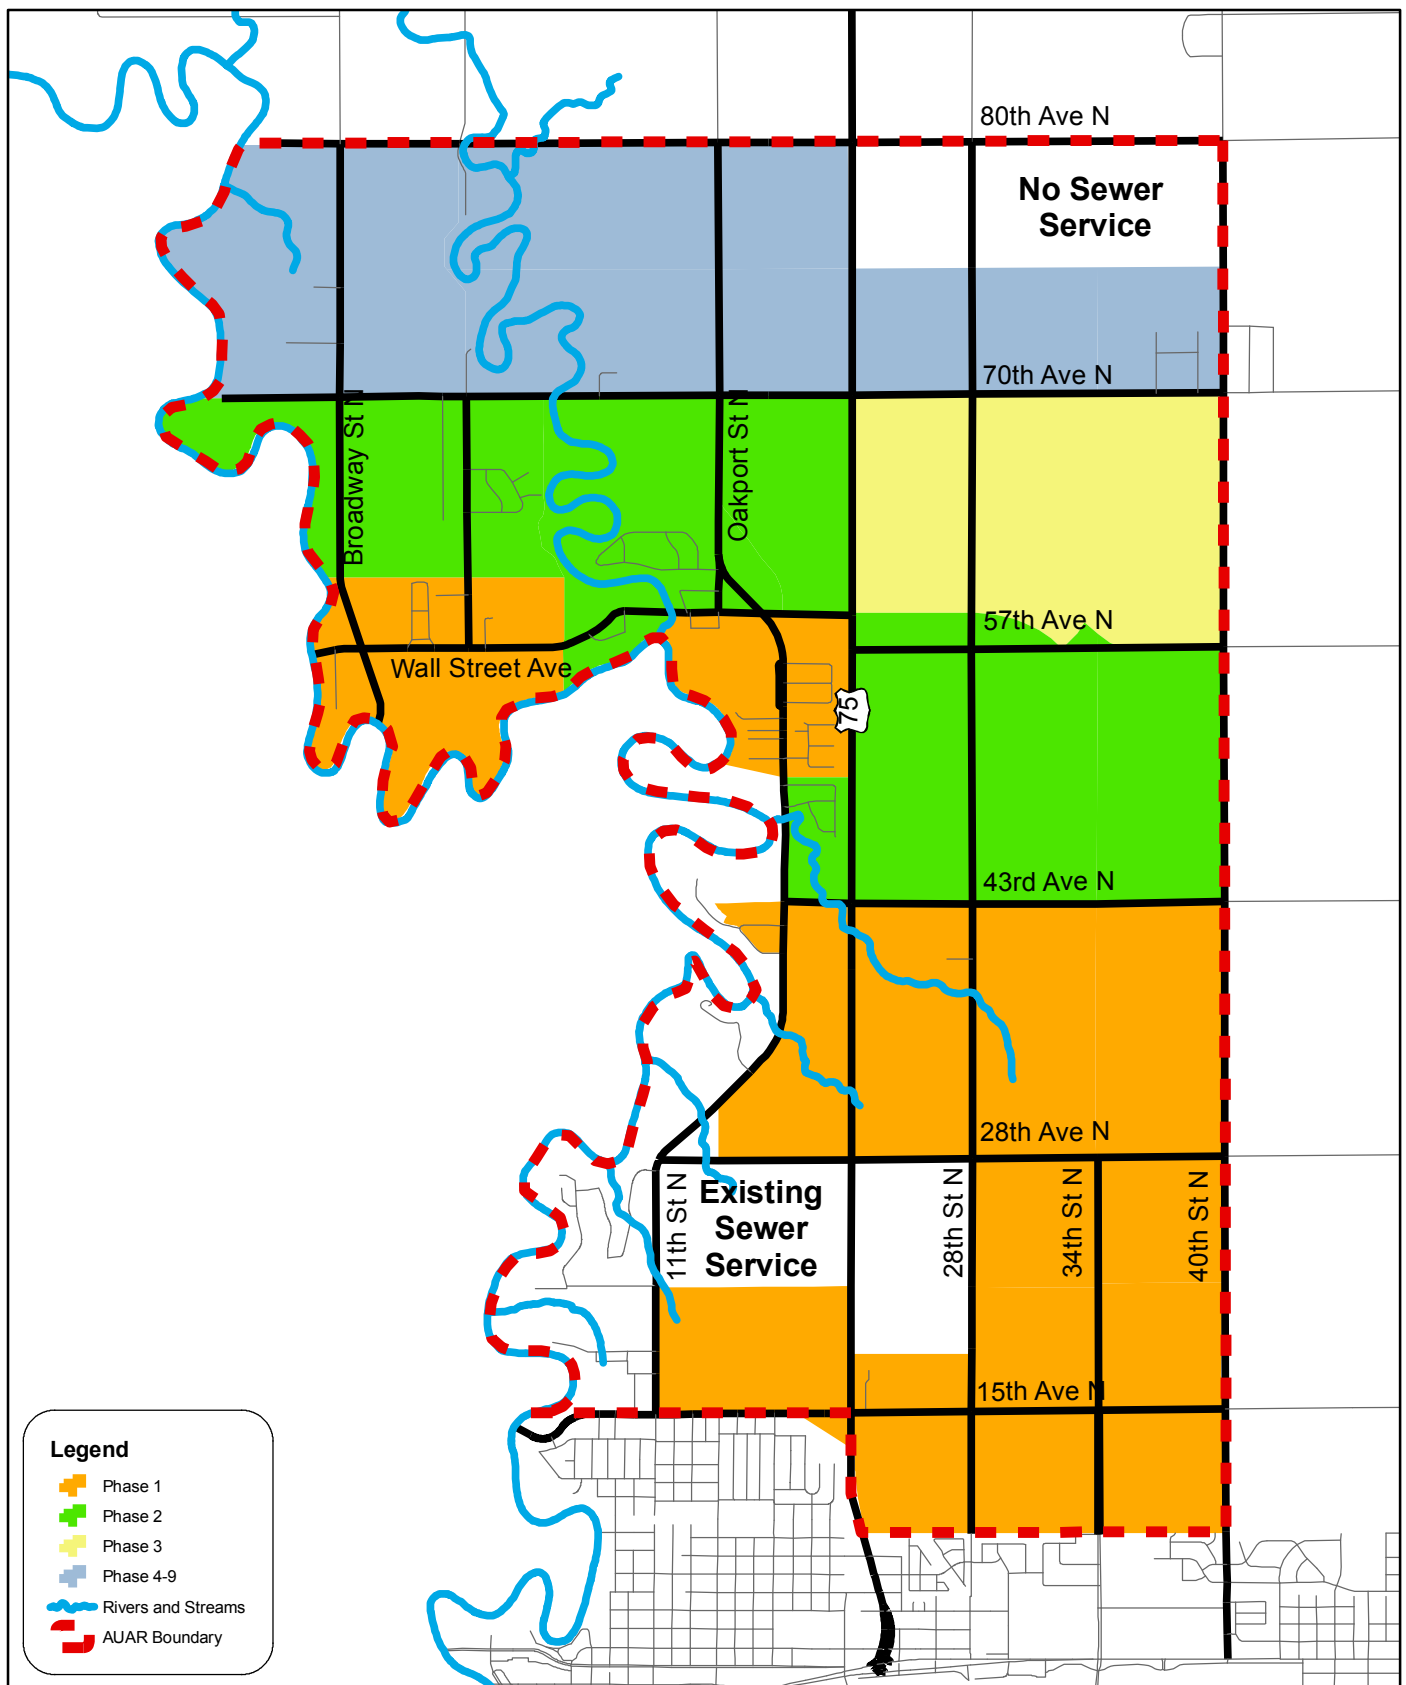 80th Ave N
No Sewer
Service
70th Ave N
Broadway St N
Oakport St N
57th Ave N
Wall Street Ave
75
43rd Ave N
28th Ave N
11th St N
Existing
Sewer
Service
28th St N
34th St N
40th St N
15th Ave N
Legend
Phase 1
Phase 2
Phase 3
Phase 4-9
Rivers and Streams
AUAR Boundary